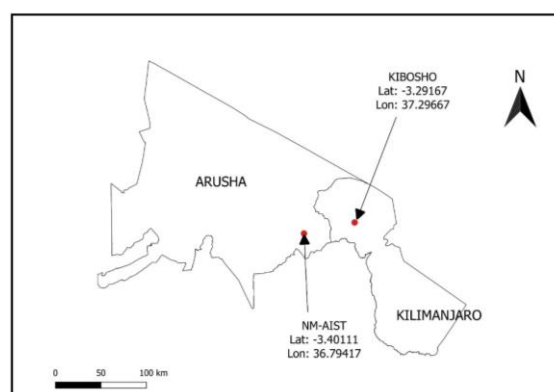 KIBOSHO
Lat: -3.29167
Lon: 37.29667
N
ARUSHA
NM-AIST
Lat: -3.40111
Lon: 36.79417
KILIMANJARO
0 50 100 km